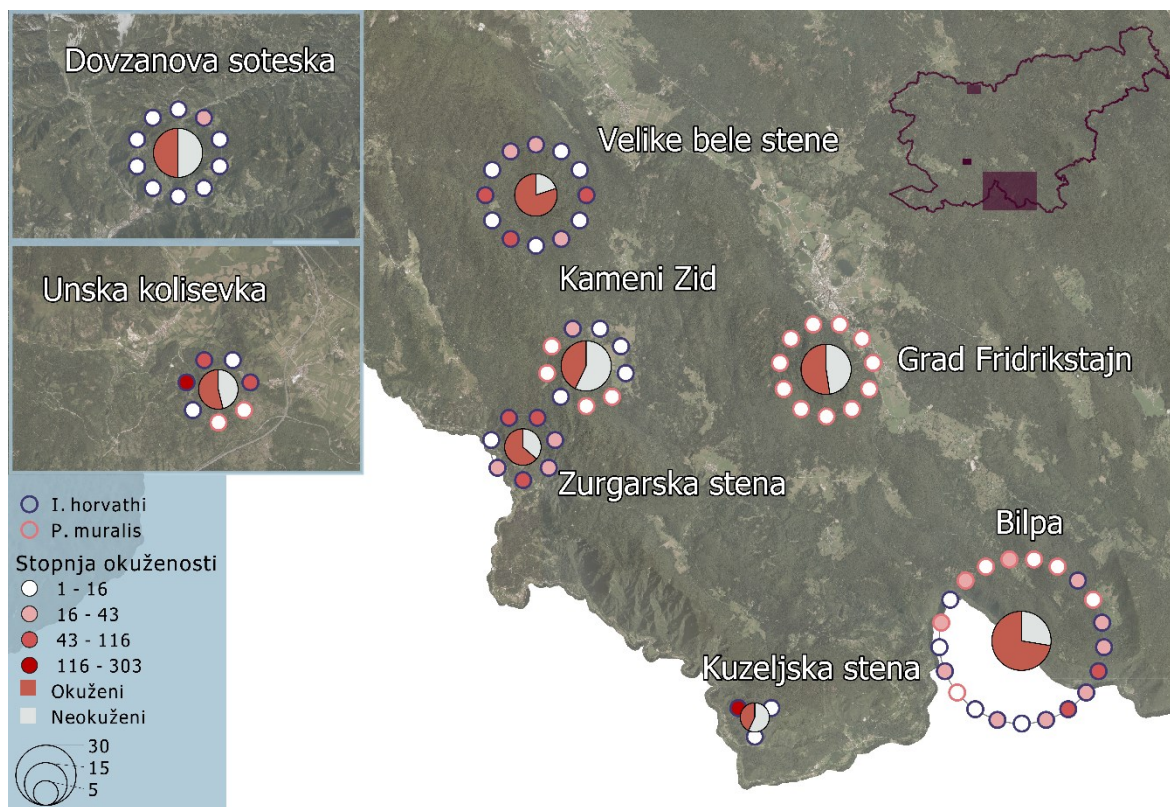 Dovzanova soteska
Velike bele stene
Unska kolisevka
Kameni Zid
Grad Fridrikstajn
Zurgarska stena
Bilpa
Kuzeljska stena
I. horvathi
P. muralis
Stopnja okuženosti
1 - 16
16 - 43
43 - 116
116 - 303
Okuženi
Neokuženi
30
15
5